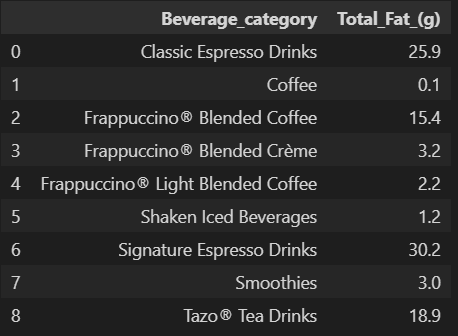 Beverage_category Total_Fat_(g)
0 Classic Espresso Drinks 25.9
1 Coffee 0.1
2 Frappuccino® Blended Coffee 15.4
3 Frappuccino® Blended Crème 3.2
4 Frappuccino® Light Blended Coffee 2.2
5 Shaken Iced Beverages 1.2
6 Signature Espresso Drinks 30.2
7 Smoothies 3.0
8 Tazo® Tea Drinks 18.9